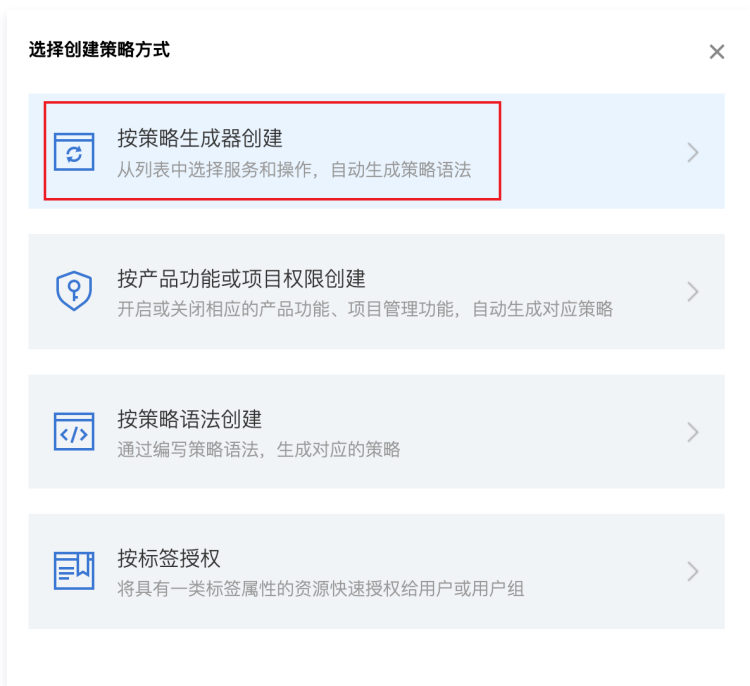 选择创建策略方式
按策略生成器创建
从列表中选择服务和操作，自动生成策略语法
按产品功能或项目权限创建
开启或关闭相应的产品功能、项目管理功能，自动生成对应策略
按策略语法创建
通过编写策略语法，生成对应的策略
按标签授权
将具有一类标签属性的资源快速授权给用户或用户组